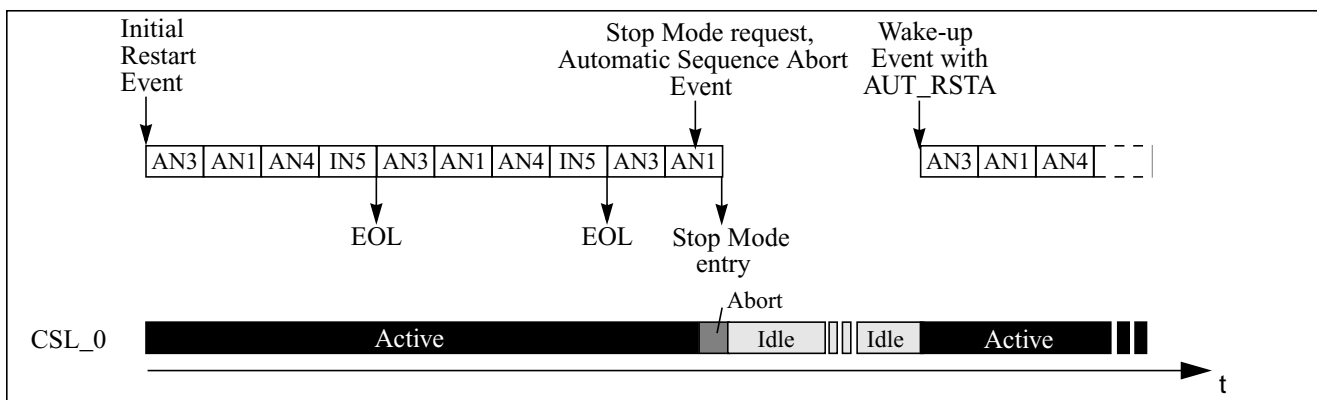 Initial
Restart
Event
Stop Mode request,
Automatic Sequence Abort
Event
Wake-up
Event with
AUT_RSTA
AN3 AN1 AN4 IN5 AN3 AN1 AN4 IN5 AN3 AN1
AN3 AN1 AN4
EOL
EOL
Stop Mode
entry
Abort
CSL_0
Active
Idle
Idle
Active
t